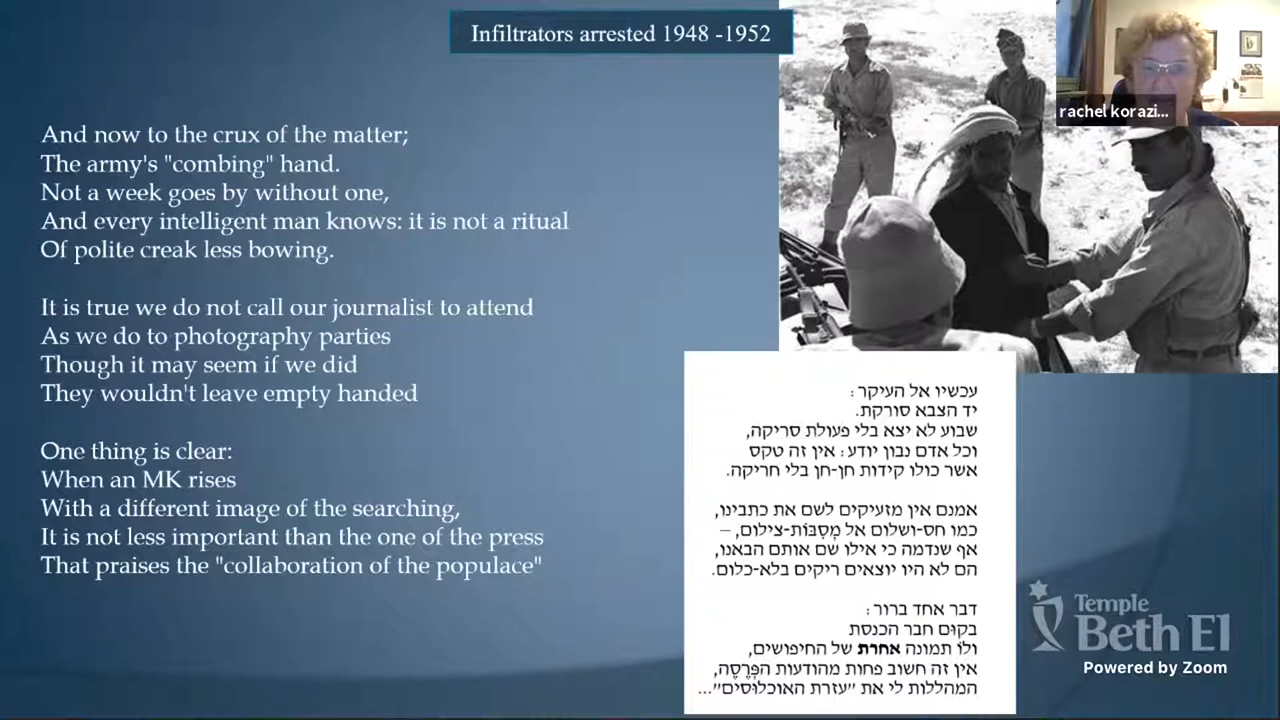 Infiltrators arrested 1948 -1952
rachel korazi...
And now to the crux of the matter;
The army's "combing" hand.
Not a week goes by without one,
And every intelligent man knows: it is not a ritual
Of polite creak less bowing.
It is true we do not call our journalist to attend
As we do to photography parties
Though it may seem if we did
They wouldn't leave empty handed
One thing is clear:
When an MK rises
With a different image of the searching,
It is not less important than the one of the press
That praises the "collaboration of the populace"
עכשיו אל העיקר:
יד הצבא סורקת.
שבוע לא יצא בלי פעולת סריקה,
וכל אדם נבון יודע: אין זה טקס
אשר כולו קידות חן-חן בלי חריקה.
אמנם אין מזעיקים לשם את כתבינו,
כמו חס-ושלום אל מְסִבּוֹת-צילום, –
אף שנדמה כי אילו שם אותם הבאנו,
הם לא היו יוצאים ריקים בלא-כלום.
דבר אחד ברור:
בקוּם חבר הכנסת
ולוֹ תמונה אחרת של החיפושים,
אין זה חשוב פחות מהודעות הפְּרֶסָה,
המהללות לי את "עזרת האוכלוסים"...
Temple
Beth El
Powered by Zoom